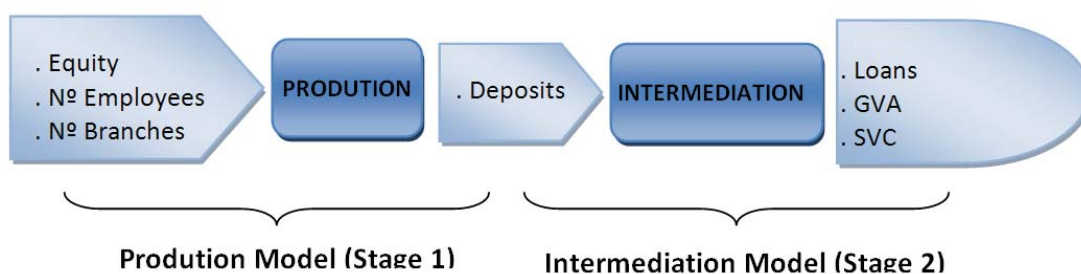 . Equity
. Nº Employees
. Nº Branches
PRODUTION
. Deposits
INTERMEDIATION
. Loans
. GVA
. SVC
Prodution Model (Stage 1)
Intermediation Model (Stage 2)